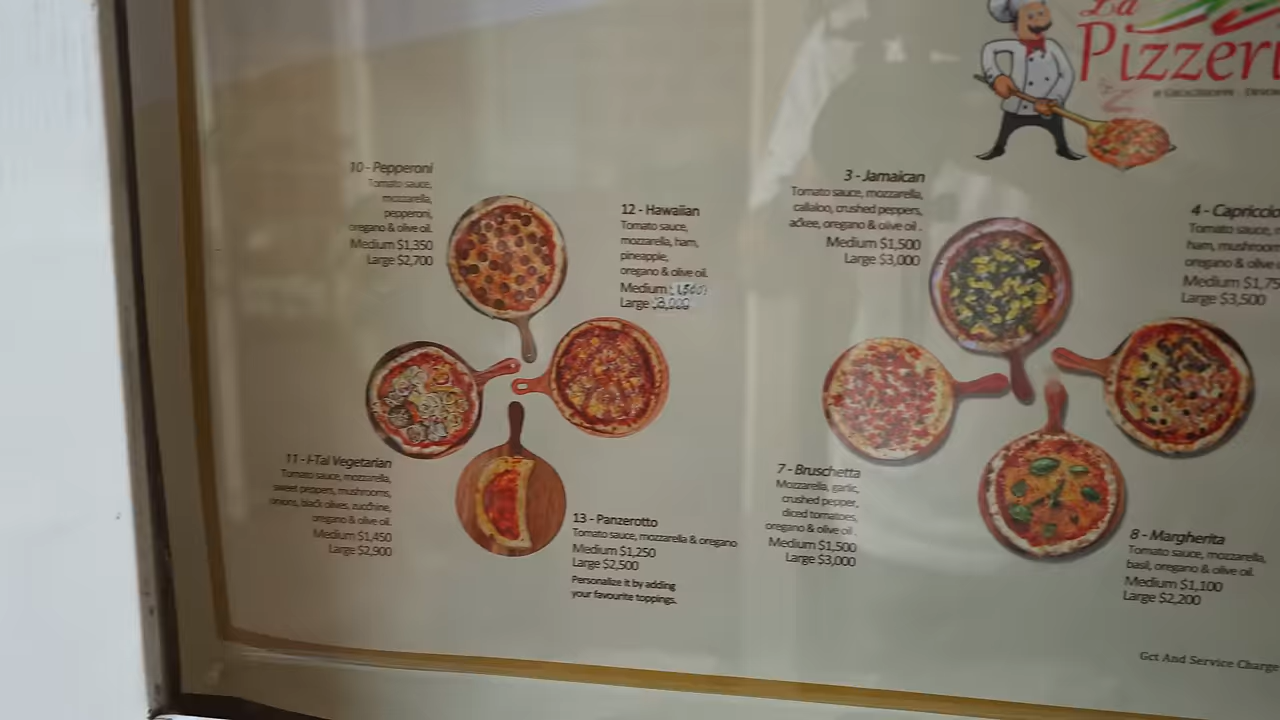 La
Pizzeri
10 - Pepperoni
Tomato sauce,
mozzarella,
pepperoni,
oregano & olive oil.
Medium $1,350
Large $2,700
12 - Hawaiian
Tomato sauce,
mozzarella, ham,
pineapple,
oregano & olive oil.
Medium
Large
11 - I-Tal Vegetarian
Tomato sauce, mozzarella,
sweet peppers, mushrooms,
onions, black olives, zucchine,
oregano & olive oil.
Medium $1,450
Large $2,900
13 - Panzerotto
Tomato sauce, mozzarella & oregano
Medium $1,250
Large $2,500
Personalize it by adding
your favourite toppings.
3 - Jamaican
Tomato sauce, mozzarella,
callaloo, crushed peppers,
ackee, oregano & olive oil .
Medium $1,500
Large $3,000
4 - Capriccio
Tomato sauce,
ham, mushroom
oregano & olive
Medium $1,75
Large $3,500
7 - Bruschetta
Mozzarella, garlic,
crushed pepper,
diced tomatoes,
oregano & olive oil .
Medium $1,500
Large $3,000
8 - Margherita
Tomato sauce, mozzarella,
basil, oregano & olive oil.
Medium $1,100
Large $2,200
Gct And Service Charge